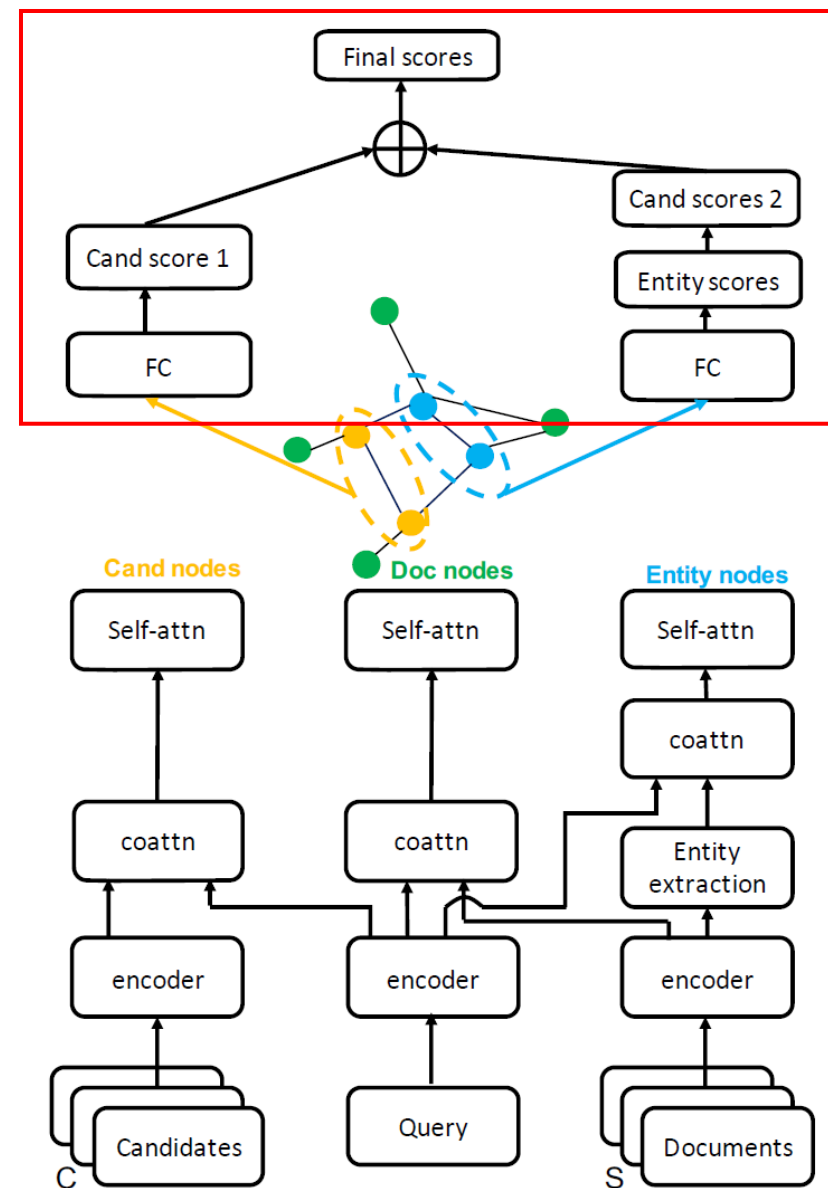 Final scores
Cand scores 2
Cand score 1
Entity scores
FC
FC
Cand nodes
Doc nodes
Entity nodes
Self-attn
Self-attn
Self-attn
coattn
coattn
coattn
Entity
extraction
encoder
encoder
encoder
Candidates
Query
Documents
C
S